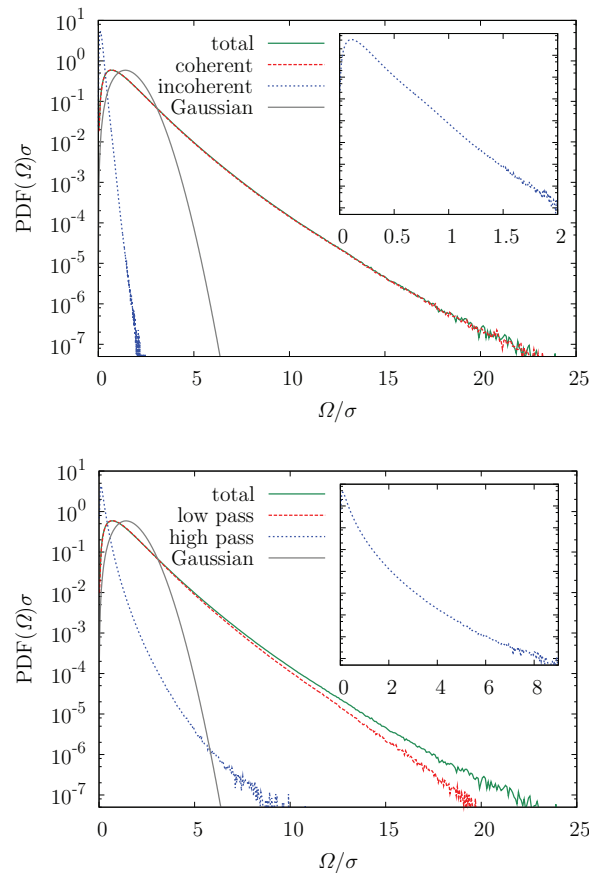 10^1
10^0
10^-1
10^-2
10^-3
10^-4
10^-5
10^-6
10^-7
PDF(Ω)σ
total
coherent
incoherent
Gaussian
0 0.5 1 1.5 2
0 5 10 15 20 25
Ω/σ
10^1
10^0
10^-1
10^-2
10^-3
10^-4
10^-5
10^-6
10^-7
PDF(Ω)σ
total
low pass
high pass
Gaussian
0 2 4 6 8
0 5 10 15 20 25
Ω/σ